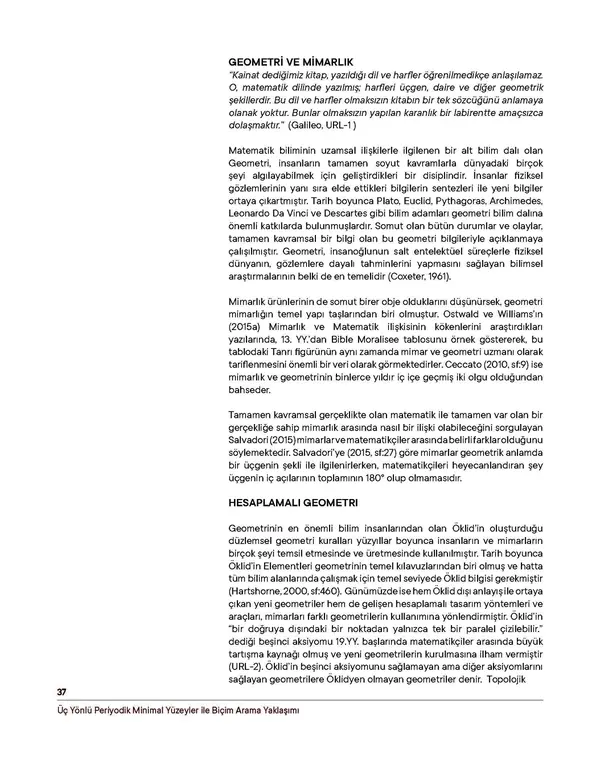 GEOMETRİ VE MİMARLIK
“Kainat dediğimiz kitap, yazıldığı dil ve harfler öğrenilmedikçe anlaşılamaz.
O, matematik dilinde yazılmış; harfleri üçgen, daire ve diğer geometrik
şekillerdir. Bu dil ve harfler olmaksızın kitabın bir tek sözcüğünü anlamaya
olanak yoktur. Bunlar olmaksızın yapılan karanlık bir labirentte amaçsızca
dolaşmaktır.” (Galileo, URL-1 )
Matematik biliminin uzamsal ilişkilerle ilgilenen bir alt bilim dalı olan
Geometri, insanların tamamen soyut kavramlarla dünyadaki birçok
şeyi algılayabilmek için geliştirdikleri bir disiplindir. İnsanlar fiziksel
gözlemlerinin yanı sıra elde ettikleri bilgilerin sentezleri ile yeni bilgiler
ortaya çıkartmıştır. Tarih boyunca Plato, Euclid, Pythagoras, Archimedes,
Leonardo Da Vinci ve Descartes gibi bilim adamları geometri bilim dalına
önemli katkılarda bulunmuşlardır. Somut olan bütün durumlar ve olaylar,
tamamen kavramsal bir bilgi olan bu geometri bilgileriyle açıklanmaya
çalışılmıştır. Geometri, insanoğlunun salt entelektüel süreçlerle fiziksel
dünyanın, gözlemlere dayalı tahminlerini yapmasını sağlayan bilimsel
araştırmalarının belki de en temelidir (Coxeter, 1961).
Mimarlık ürünlerinin de somut birer obje olduklarını düşünürsek, geometri
mimarlığın temel yapı taşlarından biri olmuştur. Ostwald ve Williams’ın
(2015a) Mimarlık ve Matematik ilişkisinin kökenlerini araştırdıkları
yazılarında, 13. YY.’dan Bible Moralisee tablosunu örnek göstererek, bu
tablodaki Tanrı figürünün aynı zamanda mimar ve geometri uzmanı olarak
tariflenmesini önemli bir veri olarak görmektedirler. Ceccato (2010, sf:9) ise
mimarlık ve geometrinin binlerce yıldır iç içe geçmiş iki olgu olduğundan
bahseder.
Tamamen kavramsal gerçeklikte olan matematik ile tamamen var olan bir
gerçekliğe sahip mimarlık arasında nasıl bir ilişki olabileceğini sorgulayan
Salvadori (2015) mimarlar ve matematikçiler arasında belirli farklar olduğunu
söylemektedir. Salvadori’ye (2015, sf:27) göre mimarlar geometrik anlamda
bir üçgenin şekli ile ilgilenirlerken, matematikçileri heyecanlandıran şey
üçgenin iç açılarının toplamının 180° olup olmamasıdır.
HESAPLAMALI GEOMETRI
Geometrinin en önemli bilim insanlarından olan Öklid’in oluşturduğu
düzlemsel geometri kuralları yüzyıllar boyunca insanların ve mimarların
birçok şeyi temsil etmesinde ve üretmesinde kullanılmıştır. Tarih boyunca
Öklid’in Elementleri geometrinin temel kılavuzlarından biri olmuş ve hatta
tüm bilim alanlarında çalışmak için temel seviyede Öklid bilgisi gerekmiştir
(Hartshorne, 2000, sf:460). Günümüzde ise hem Öklid dışı anlayış ile ortaya
çıkan yeni geometriler hem de gelişen hesaplamalı tasarım yöntemleri ve
araçları, mimarları farklı geometrilerin kullanımına yönlendirmiştir. Öklid’in
“bir doğruya dışındaki bir noktadan yalnızca tek bir paralel çizilebilir.”
dediği beşinci aksiyomu 19.YY. başlarında matematikçiler arasında büyük
tartışma kaynağı olmuş ve yeni geometrilerin kurulmasına ilham vermiştir
(URL-2). Öklid’in beşinci aksiyomunu sağlamayan ama diğer aksiyomlarını
sağlayan geometrilere Öklidyen olmayan geometriler denir. Topolojik
37
Üç Yönlü Periyodik Minimal Yüzeyler ile Biçim Arama Yaklaşımı